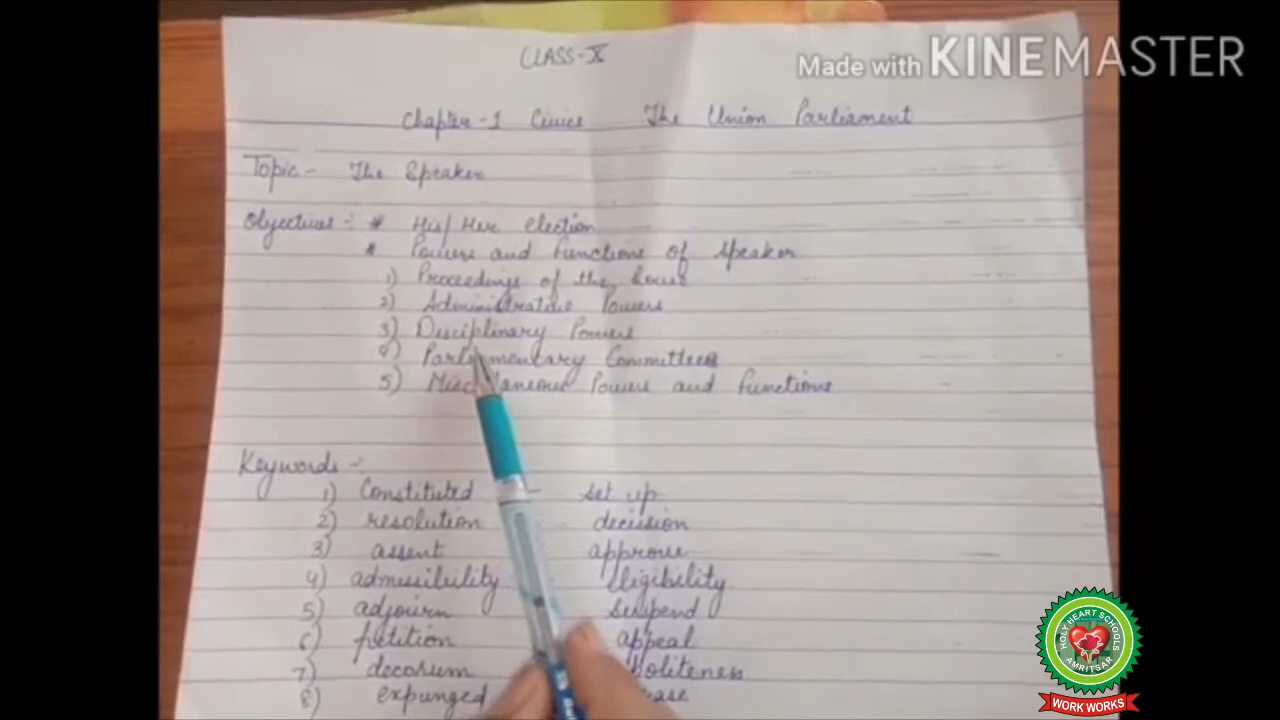 CLASS-X
Made with KINEMASTER
Chapter-1 Civics The Union Parliament
Topic - The Speaker
Objectives :- * His/Her election
* Powers and functions of Speaker
1) Proceedings of the house
2) Administrative Powers
3) Disciplinary Powers
4) Parliamentary Committees
5) Miscellaneous Powers and functions
Keywords -:
1) Constituted - set up
2) resolution decision
3) assent approve
4) admissibility eligibility
5) adjourn suspend
6) petition appeal
7) decorum politeness
8) expunged
HOLY HEART SCHOOLS
AMRITSAR
WORK WORKS